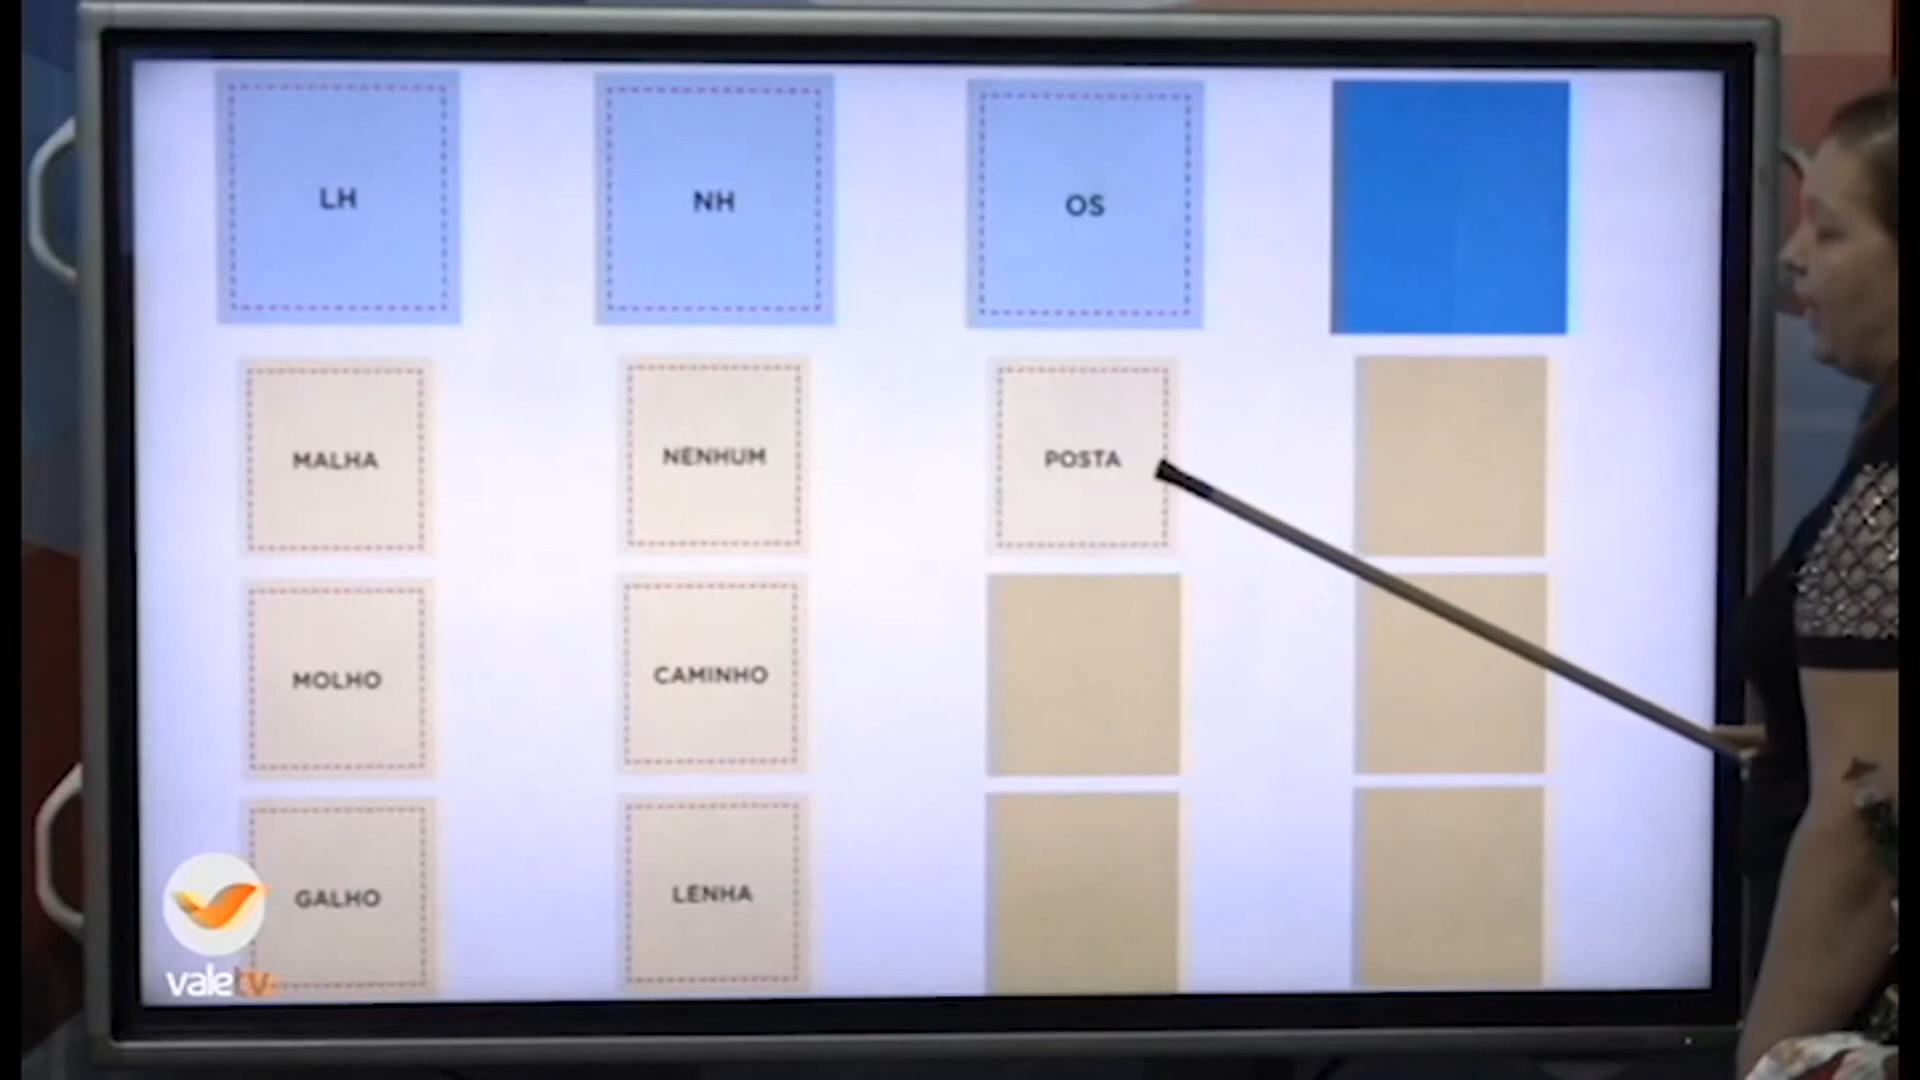 LH NH OS
MALHA NENHUM POSTA
MOLHO CAMINHO
GALHO LENHA
valetv